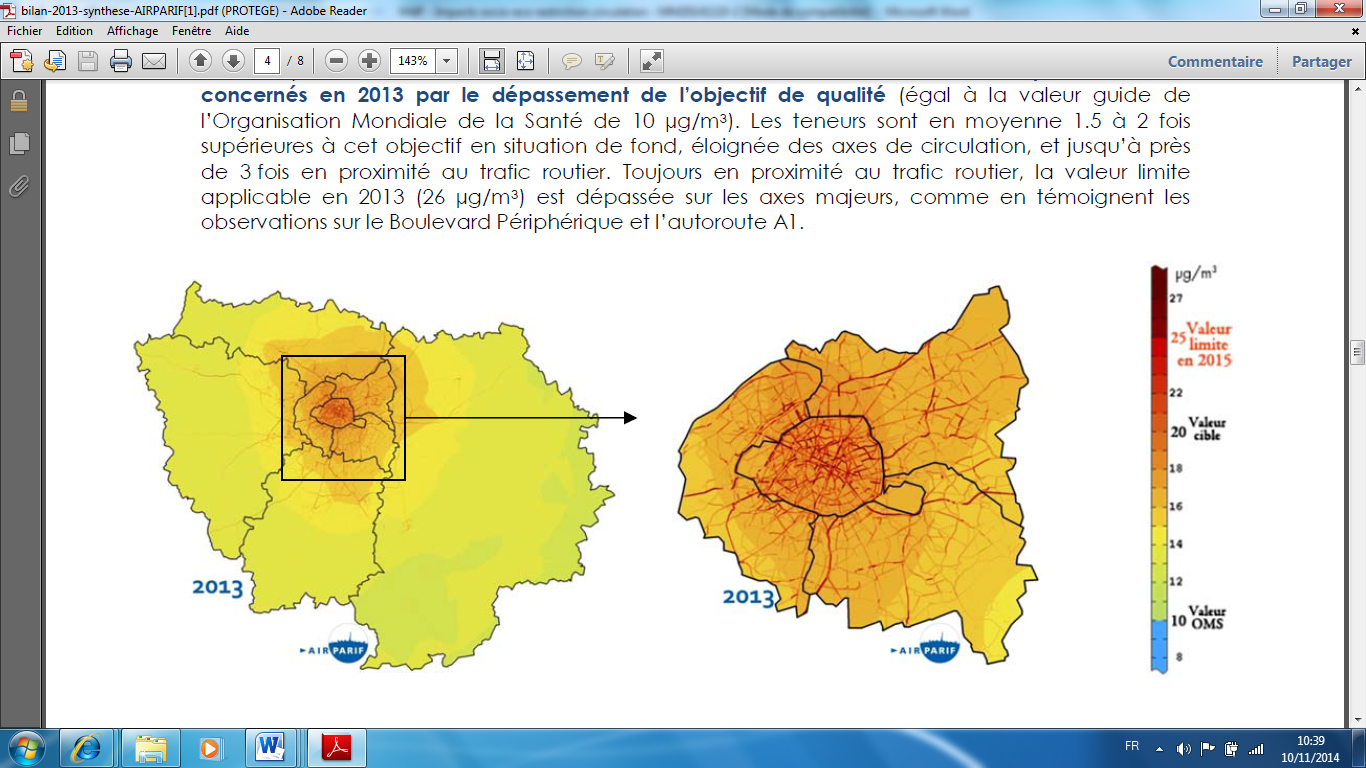 bilan-2013-synthese-AIRPARIF[1].pdf (PROTEGE) - Adobe Reader
Fichier Edition Affichage Fenêtre Aide
4 / 8 143% Commentaire Partager
concernés en 2013 par le dépassement de l'objectif de qualité (égal à la valeur guide de
l'Organisation Mondiale de la Santé de 10 µg/m³). Les teneurs sont en moyenne 1.5 à 2 fois
supérieures à cet objectif en situation de fond, éloignée des axes de circulation, et jusqu'à près
de 3 fois en proximité au trafic routier. Toujours en proximité au trafic routier, la valeur limite
applicable en 2013 (26 µg/m³) est dépassée sur les axes majeurs, comme en témoignent les
observations sur le Boulevard Périphérique et l'autoroute A1.
2013
AIRPARIF
2013
AIRPARIF
µg/m³
27
25 Valeur limite en 2015
22
20 Valeur cible
18
16
14
12
10 Valeur OMS
8
FR
10:39
10/11/2014